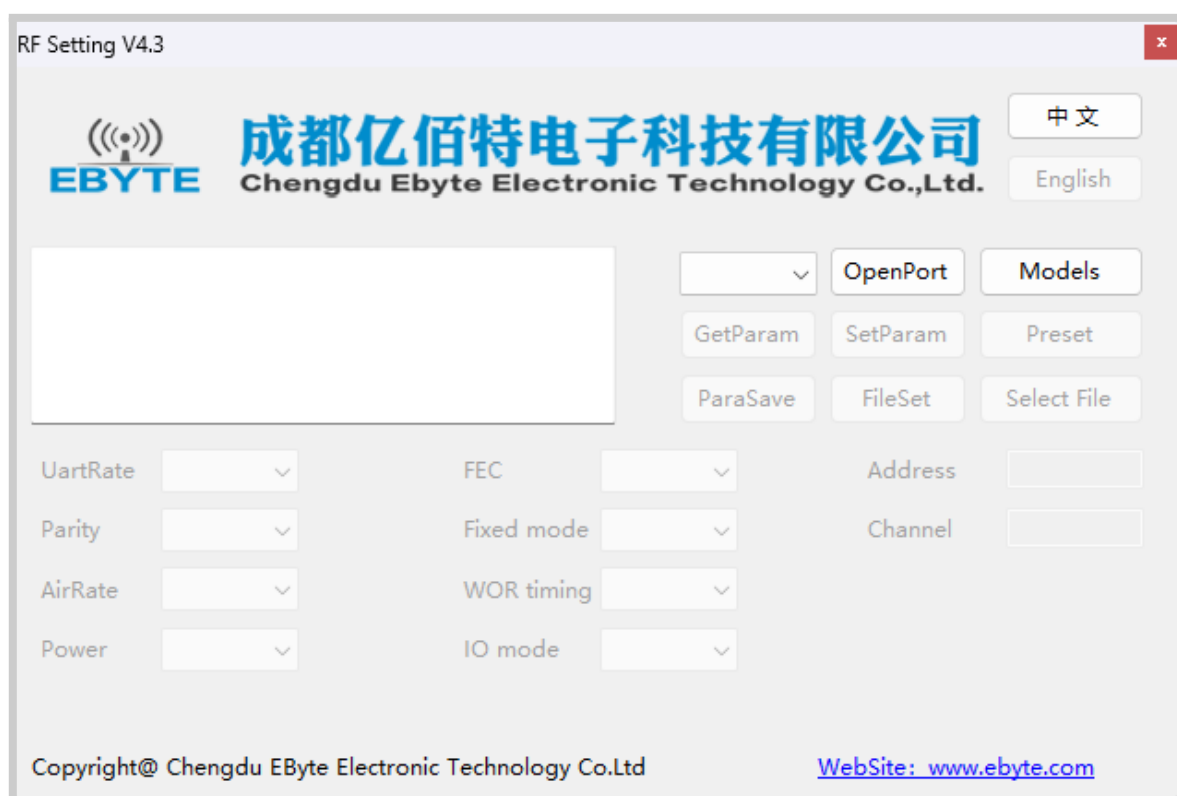 RF Setting V4.3
x
EBYTE
成都亿佰特电子科技有限公司
Chengdu Ebyte Electronic Technology Co.,Ltd.
中文
English
OpenPort
Models
GetParam
SetParam
Preset
ParaSave
FileSet
Select File
UartRate
FEC
Address
Parity
Fixed mode
Channel
AirRate
WOR timing
Power
IO mode
Copyright@ Chengdu EByte Electronic Technology Co.Ltd
WebSite: www.ebyte.com